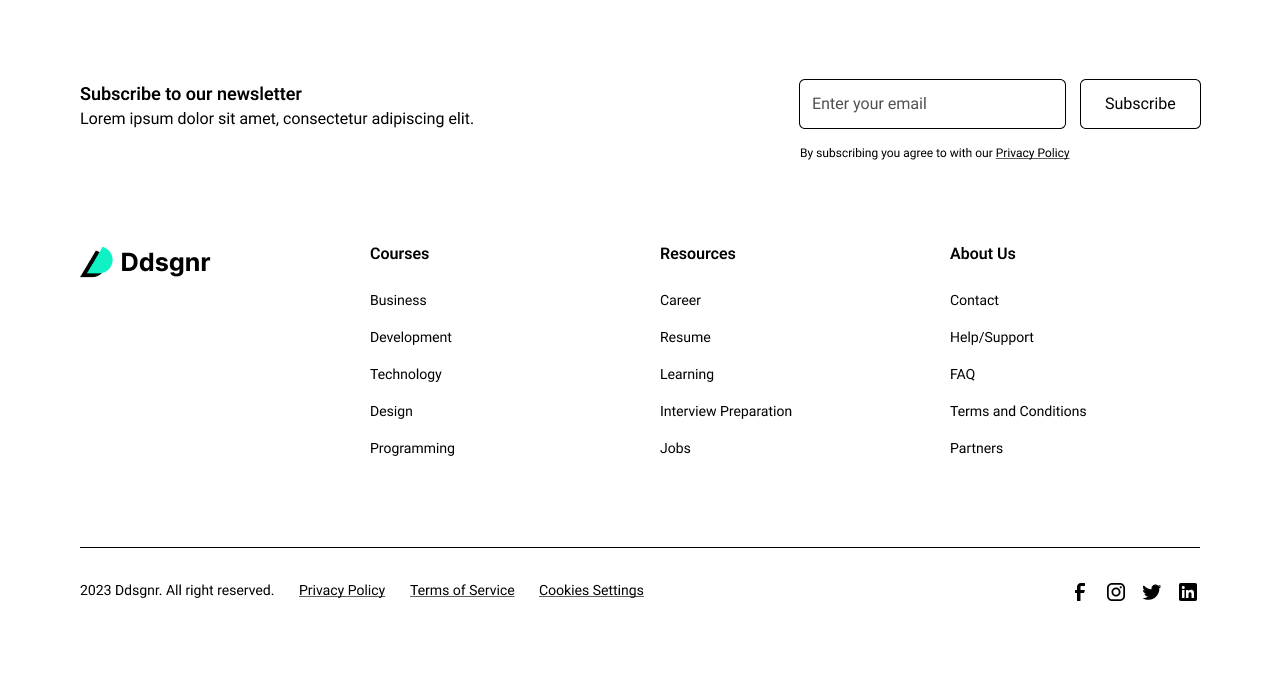 Subscribe to our newsletter
Lorem ipsum dolor sit amet, consectetur adipiscing elit.
Enter your email
Subscribe
By subscribing you agree to with our Privacy Policy
Ddsgnr
Courses
Business
Development
Technology
Design
Programming
Resources
Career
Resume
Learning
Interview Preparation
Jobs
About Us
Contact
Help/Support
FAQ
Terms and Conditions
Partners
2023 Ddsgnr. All right reserved.
Privacy Policy
Terms of Service
Cookies Settings